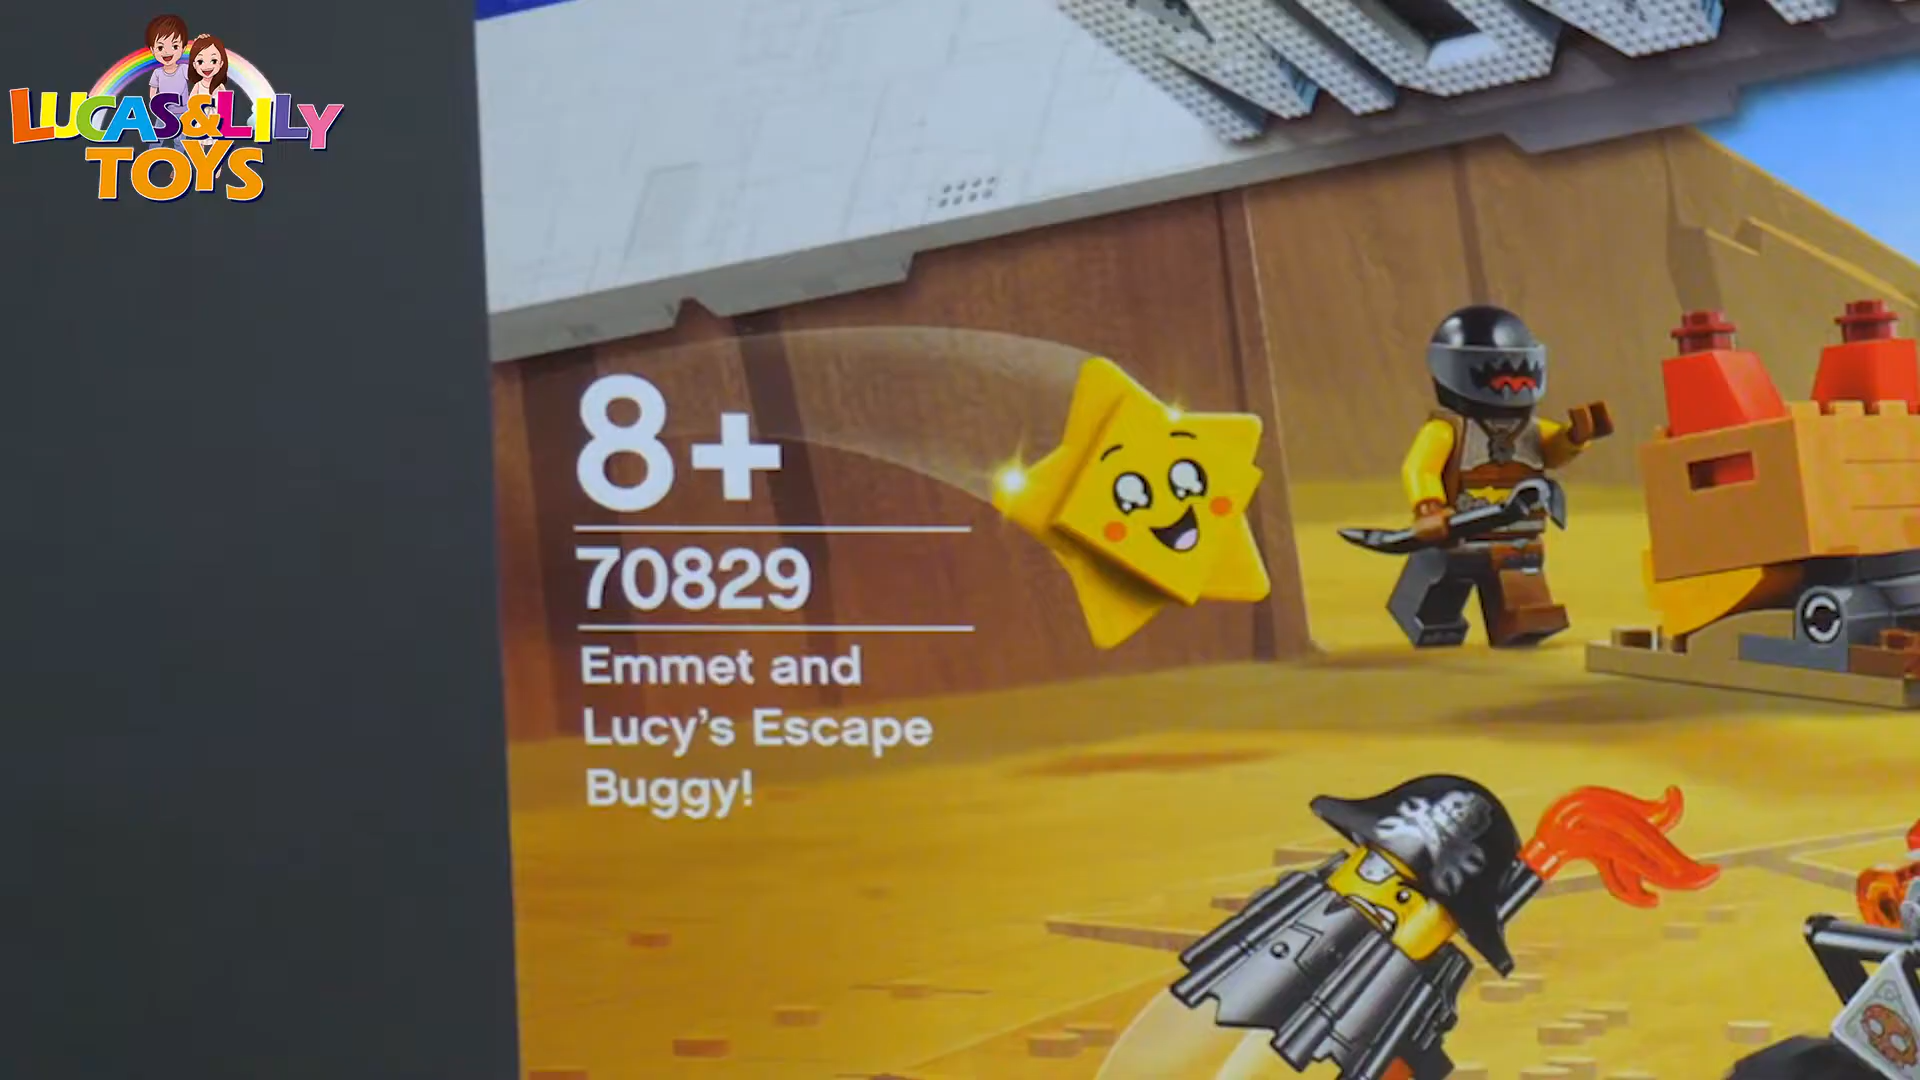 LUCAS&LILY
TOYS
8+
70829
Emmet and
Lucy's Escape
Buggy!